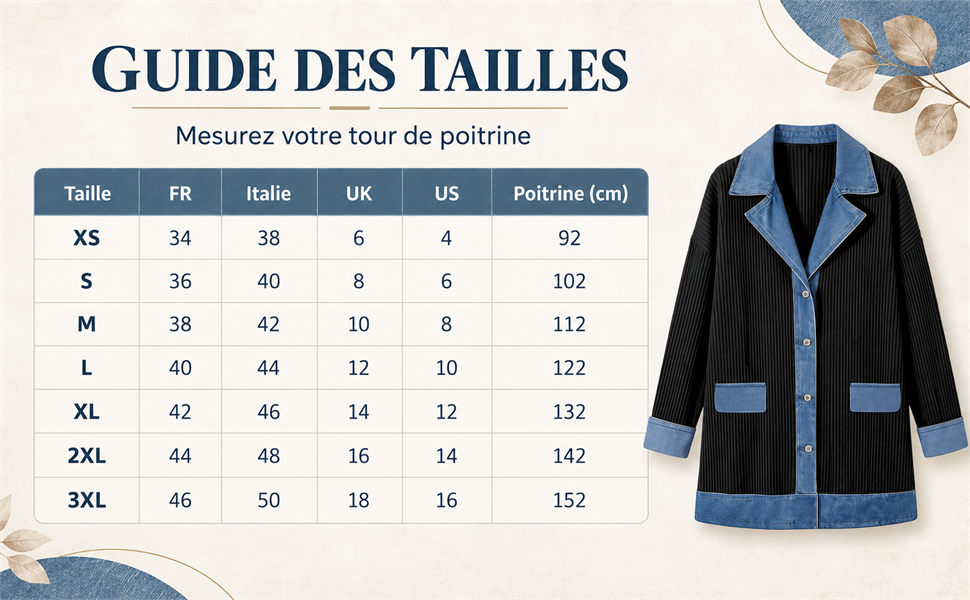 GUIDE DES TAILLES
Mesurez votre tour de poitrine
Taille FR Italie UK US Poitrine (cm)
XS 34 38 6 4 92
S 36 40 8 6 102
M 38 42 10 8 112
L 40 44 12 10 122
XL 42 46 14 12 132
2XL 44 48 16 14 142
3XL 46 50 18 16 152